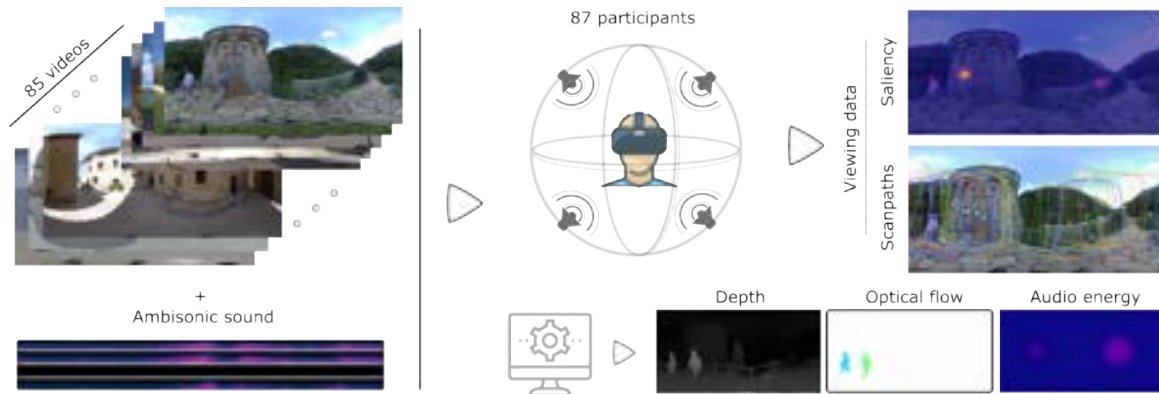 85 videos
+
Ambisonic sound
87 participants
Viewing data
Saliency
Scanpaths
Depth
Optical flow
Audio energy